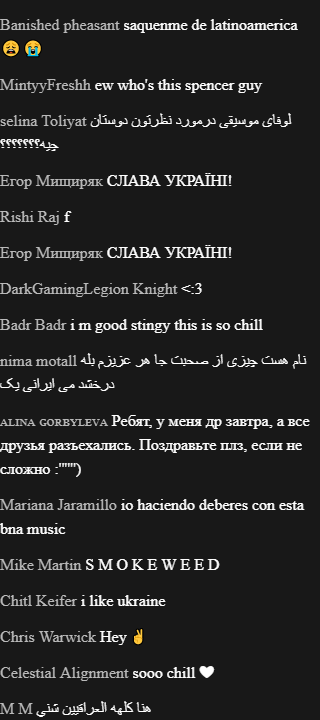 Banished pheasant saquenme de latinoamerica
😩 😭
MintyyFreshh ew who's this spencer guy
selina Toliyat لوفای موسیقی درمورد نظرتون دوستان
چیه؟؟؟؟؟؟؟
Егор Мищиряк СЛАВА УКРАЇНІ!
Rishi Raj f
Егор Мищиряк СЛАВА УКРАЇНІ!
DarkGamingLegion Knight <:3
Badr Badr i m good stingy this is so chill
nima motall نام هست چیزی از صحبت جا هر عزیزم بله
درخشد می ایرانی یک
ALINA GORBYLEVA Ребят, у меня др завтра, а все
друзья разъехались. Поздравьте плз, если не
сложно :'""')
Mariana Jaramillo io haciendo deberes con esta
bna music
Mike Martin S M O K E W E E D
Chitl Keifer i like ukraine
Chris Warwick Hey ✌️
Celestial Alignment sooo chill 🤍
M M هنا كلهه العراقيين شني